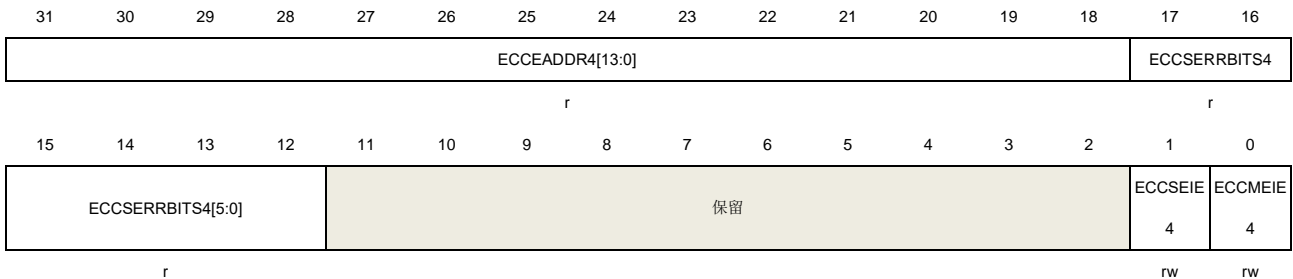 31 30 29 28 27 26 25 24 23 22 21 20 19 18 17 16
ECCEADDR4[13:0] ECCSERRBITS4
r r
15 14 13 12 11 10 9 8 7 6 5 4 3 2 1 0
ECCSERRBITS4[5:0] 保留 ECCSEIE ECCMEIE
4 4
r rw rw